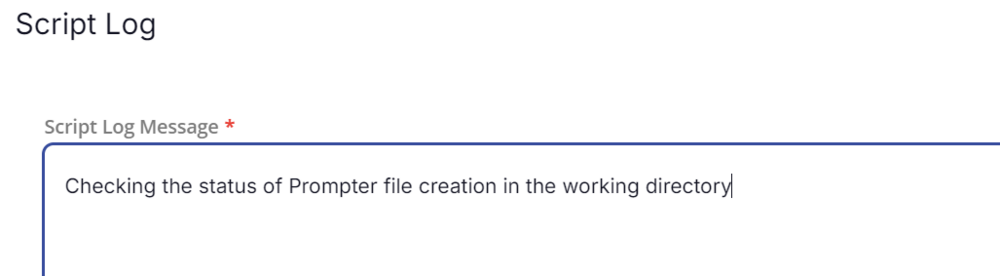 Script Log
Script Log Message *
Checking the status of Prompter file creation in the working directory